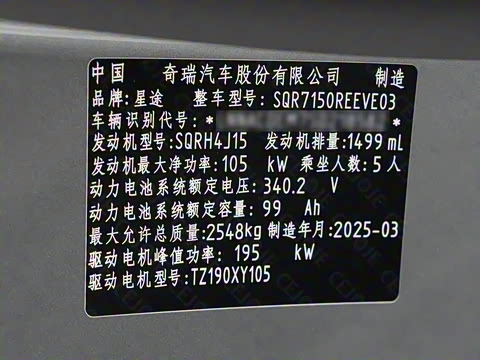 中国 奇瑞汽车股份有限公司 制造
品牌:星途 整车型号:SQR7150REEVE03
车辆识别代号:* *
发动机型号:SQRH4J15 发动机排量:1499mL
发动机最大净功率:105 kW 乘坐人数:5人
动力电池系统额定电压:340.2 V
动力电池系统额定容量:99 Ah
最大允许总质量:2548kg 制造年月:2025-03
驱动电机峰值功率: 195 kW
驱动电机型号:TZ190XY105